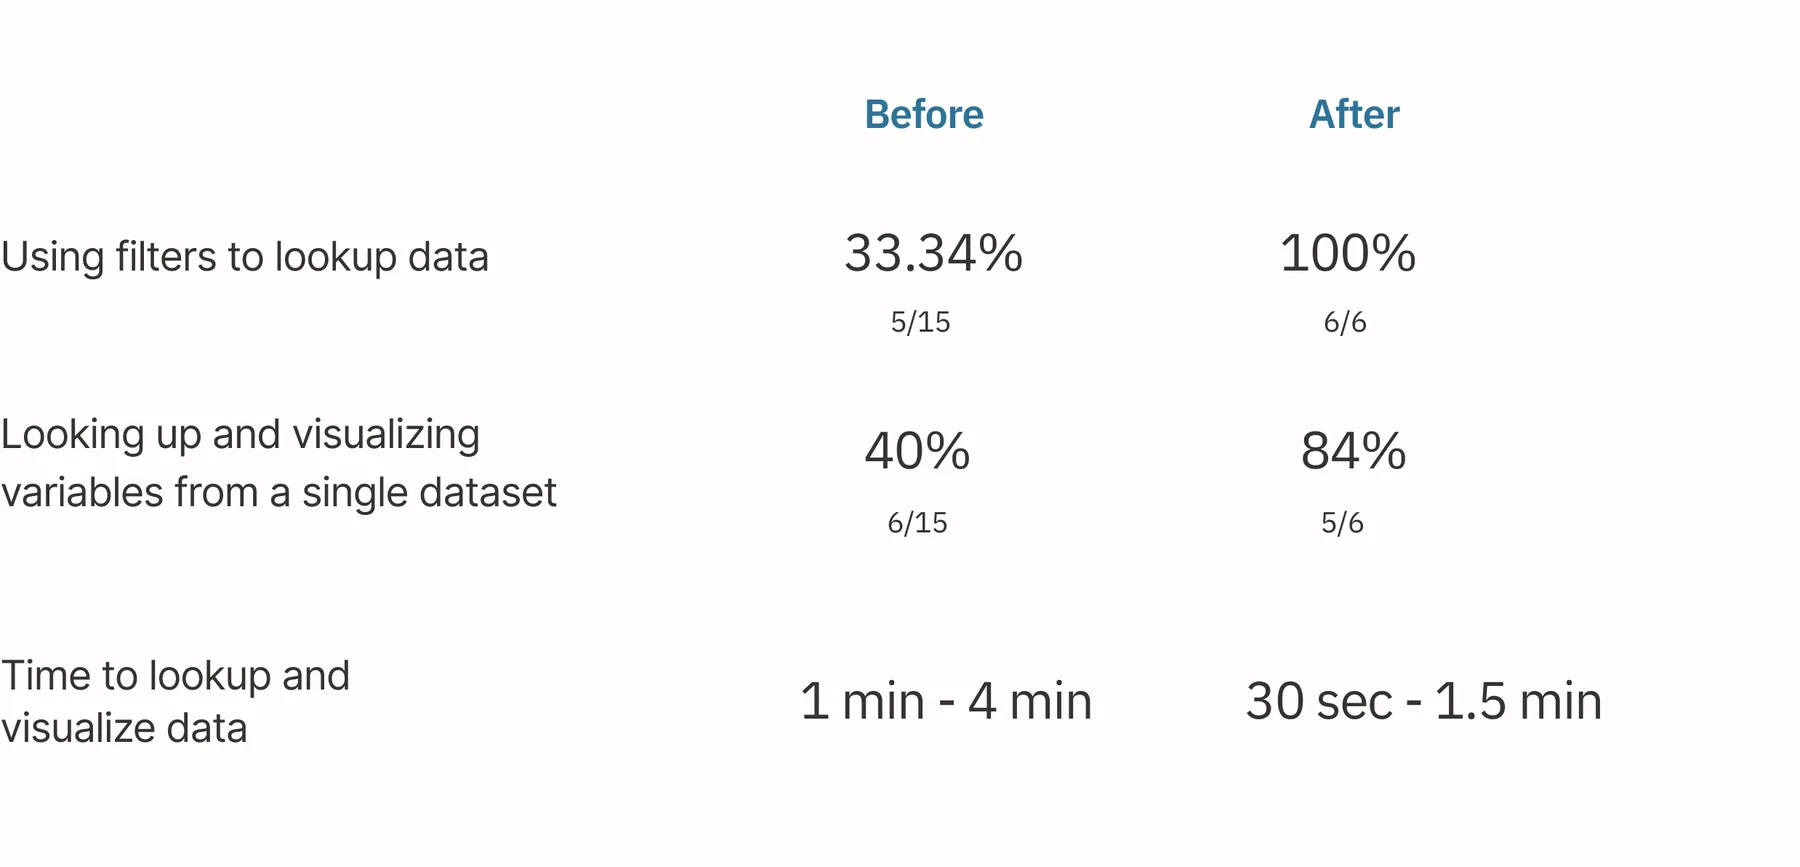 Before After
Using filters to lookup data 33.34% 100%
5/15 6/6
Looking up and visualizing
variables from a single dataset 40% 84%
6/15 5/6
Time to lookup and
visualize data 1 min - 4 min 30 sec - 1.5 min